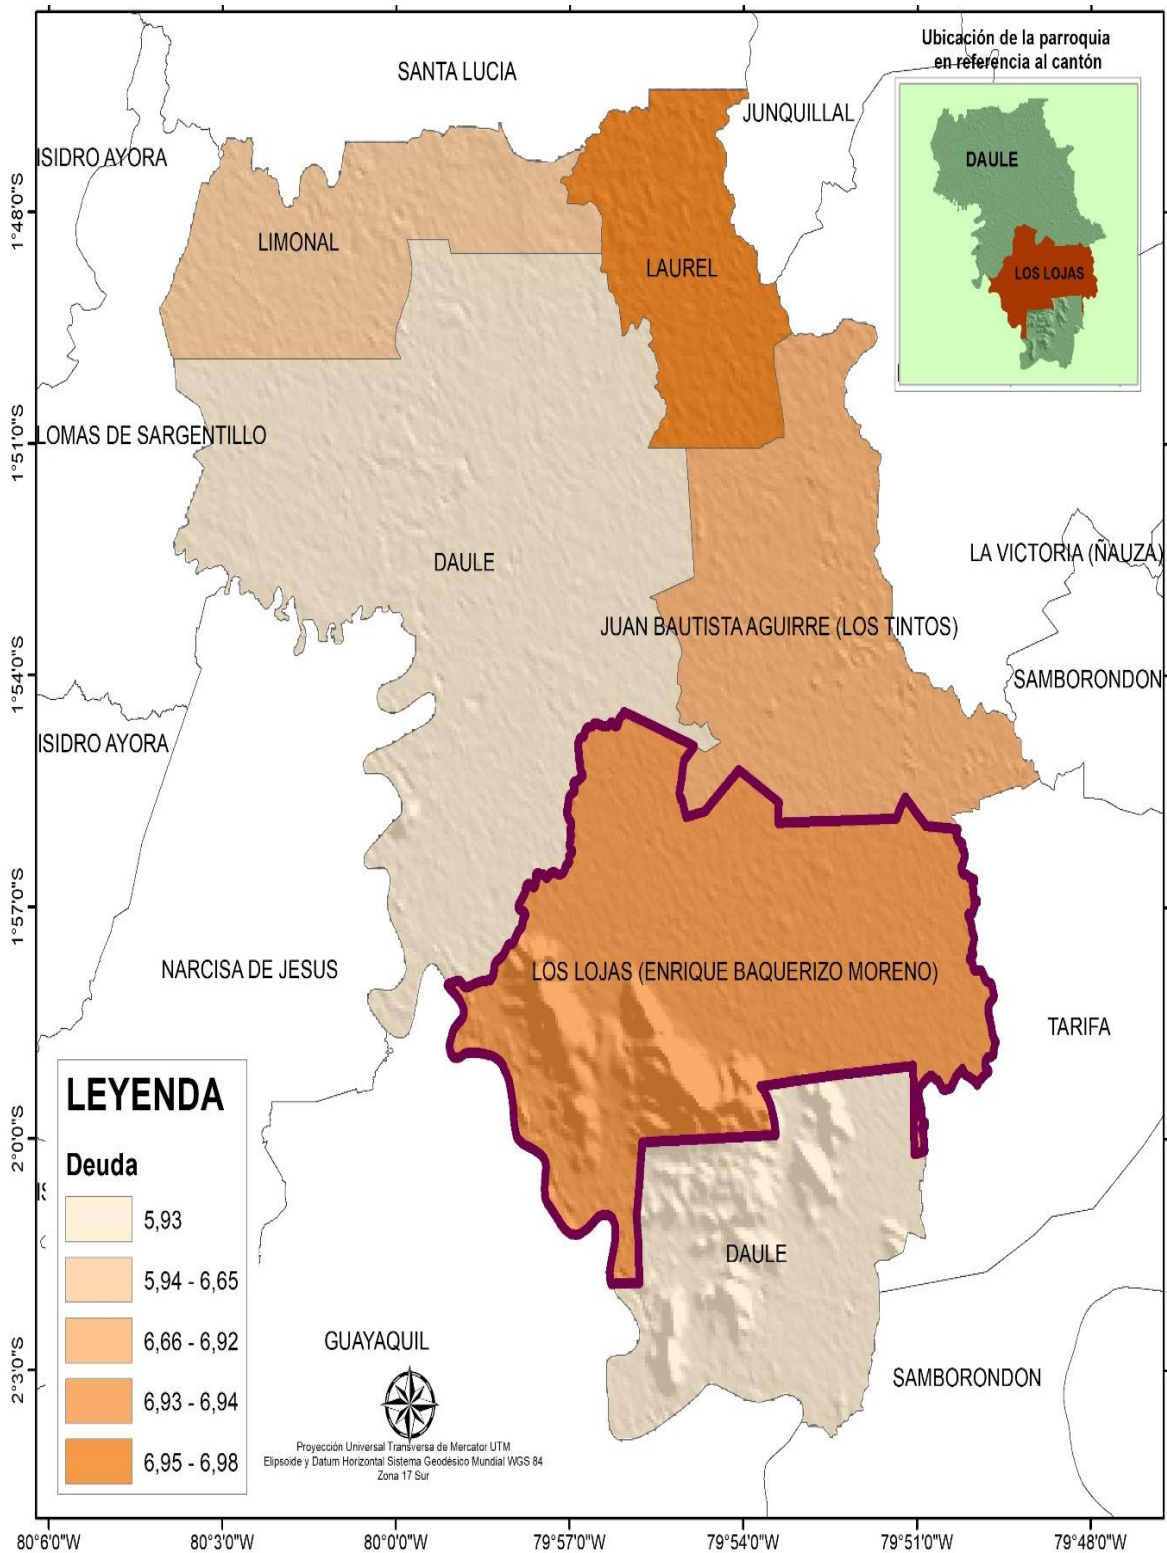 Ubicación de la parroquia
en referencia al cantón
SANTA LUCIA
JUNQUILLAL
ISIDRO AYORA
DAULE
1°48'0"S
LIMONAL
LAUREL
LOS LOJAS
1°51'0"S
LOMAS DE SARGENTILLO
DAULE
LA VICTORIA (ÑAUZA)
JUAN BAUTISTA AGUIRRE (LOS TINTOS)
1°54'0"S
SAMBORONDON
ISIDRO AYORA
1°57'0"S
NARCISA DE JESUS
LOS LOJAS (ENRIQUE BAQUERIZO MORENO)
TARIFA
LEYENDA
Deuda
5,93
5,94 - 6,65
6,66 - 6,92
6,93 - 6,94
6,95 - 6,98
2°0'0"S
DAULE
GUAYAQUIL
2°3'0"S
SAMBORONDON
Proyección Universal Transversa de Mercator UTM
Elipsoide y Datum Horizontal Sistema Geodésico Mundial WGS 84
Zona 17 Sur
80°6'0"W 80°3'0"W 80°0'0"W 79°57'0"W 79°54'0"W 79°51'0"W 79°48'0"W